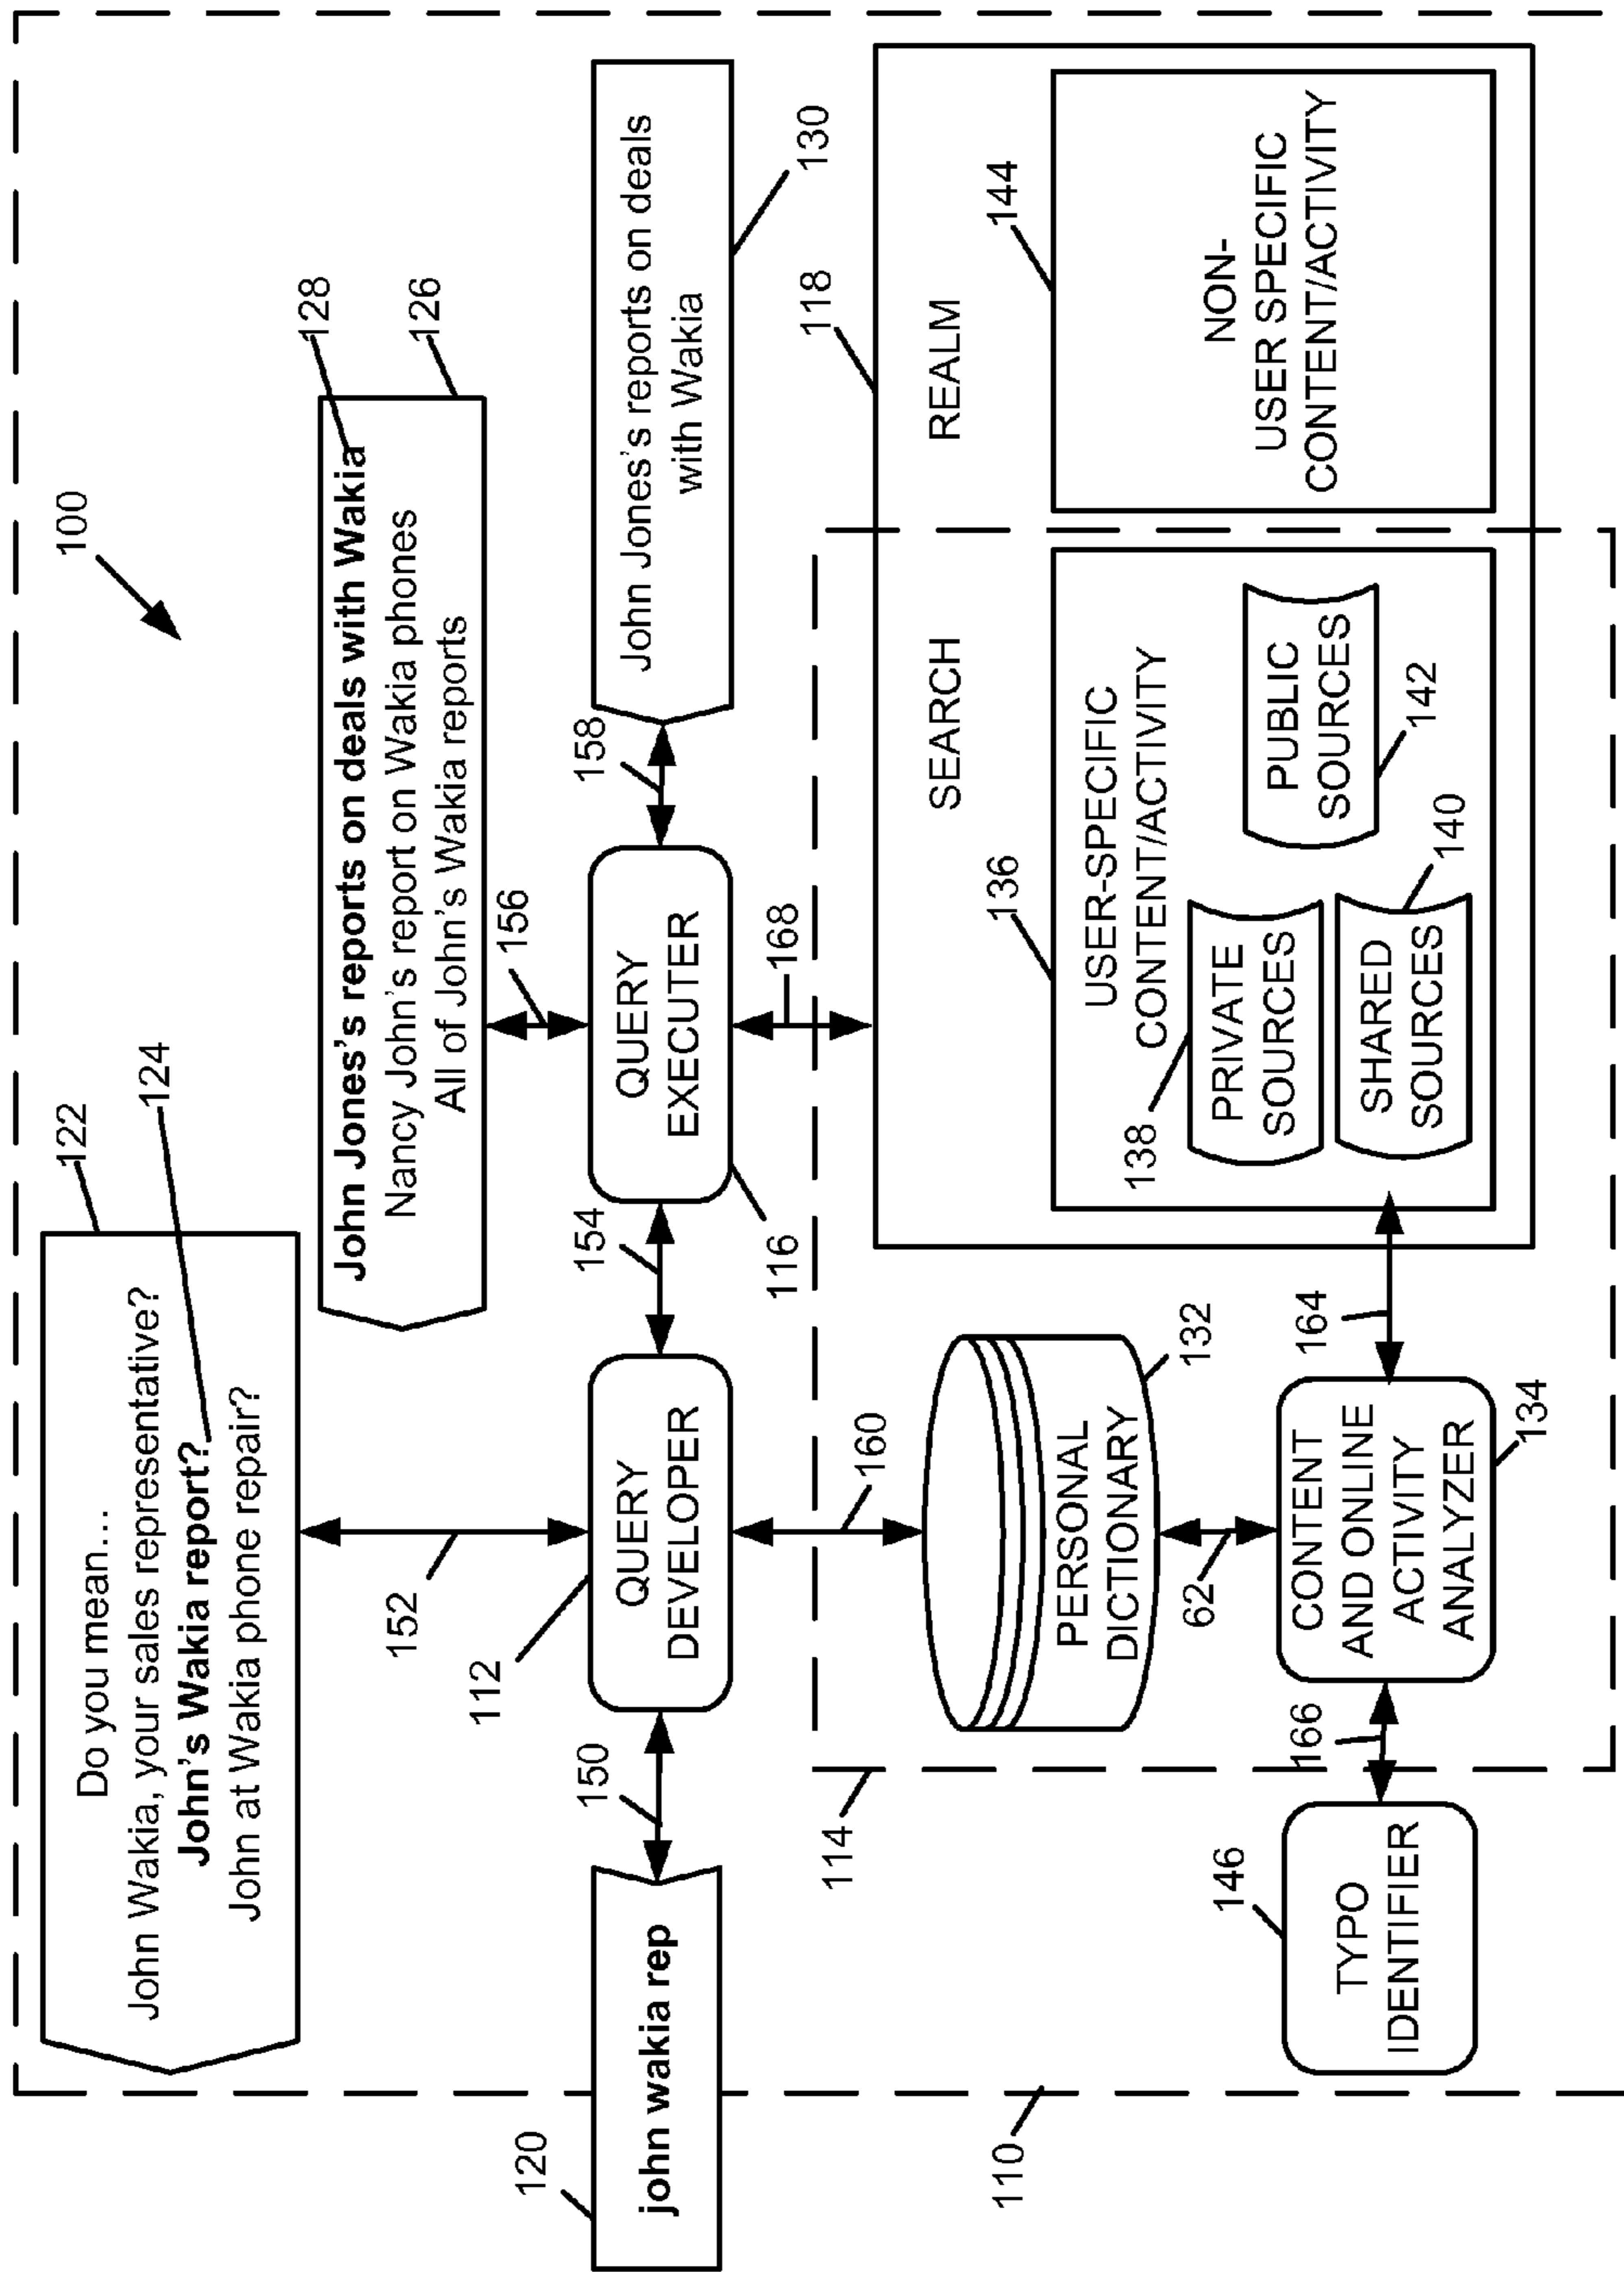 100
122
Do you mean...
John Wakia, your sales representative?
John's Wakia report?
John at Wakia phone repair?
124
128
John Jones's reports on deals with Wakia
Nancy John's report on Wakia phones
All of John's Wakia reports
126
152
156
120
john wakia rep
150
112
QUERY
DEVELOPER
154
QUERY
EXECUTER
116
158
John Jones's reports on deals
with Wakia
130
160
168
118
114
PERSONAL
DICTIONARY
132
SEARCH
REALM
136
USER-SPECIFIC
CONTENT/ACTIVITY
138
PRIVATE
SOURCES
SHARED
SOURCES
140
PUBLIC
SOURCES
142
144
NON-
USER SPECIFIC
CONTENT/ACTIVITY
62
164
146
TYPO
IDENTIFIER
166
CONTENT
AND ONLINE
ACTIVITY
ANALYZER
134
110